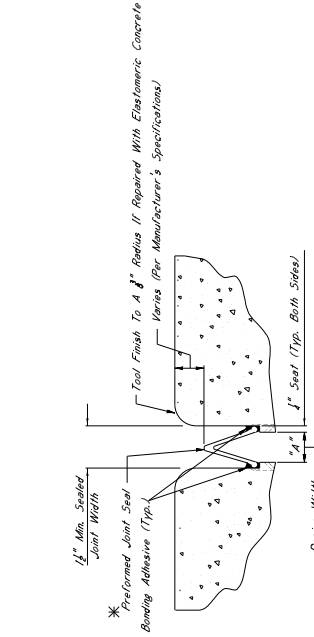 Tool Finish To A 3/8" Radius If Repaired With Elastomeric Concrete
Varies (Per Manufacturer's Specifications)
1½" Min. Sealed
Joint Width
* Preformed Joint Seal
Bonding Adhesive (Typ.)
"A"
Seat (Typ. Both Sides)